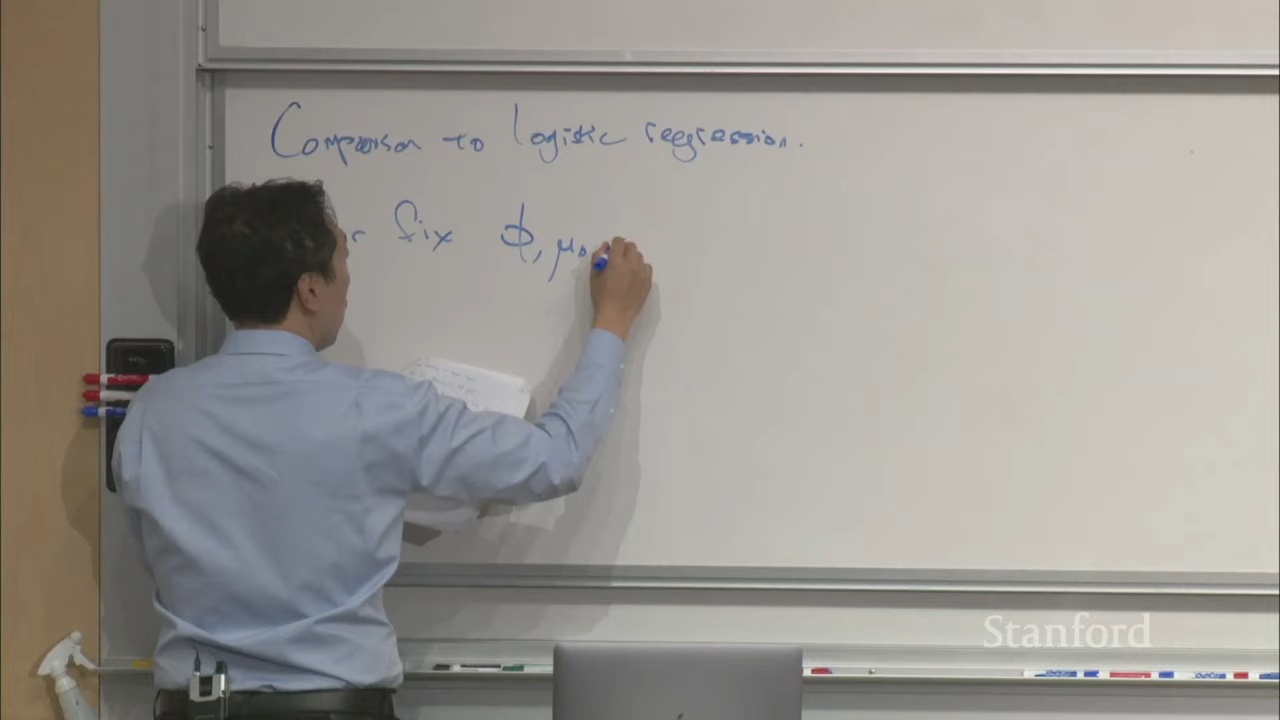 Comparison to logistic regression.
fix φ, μ₀
Stanford